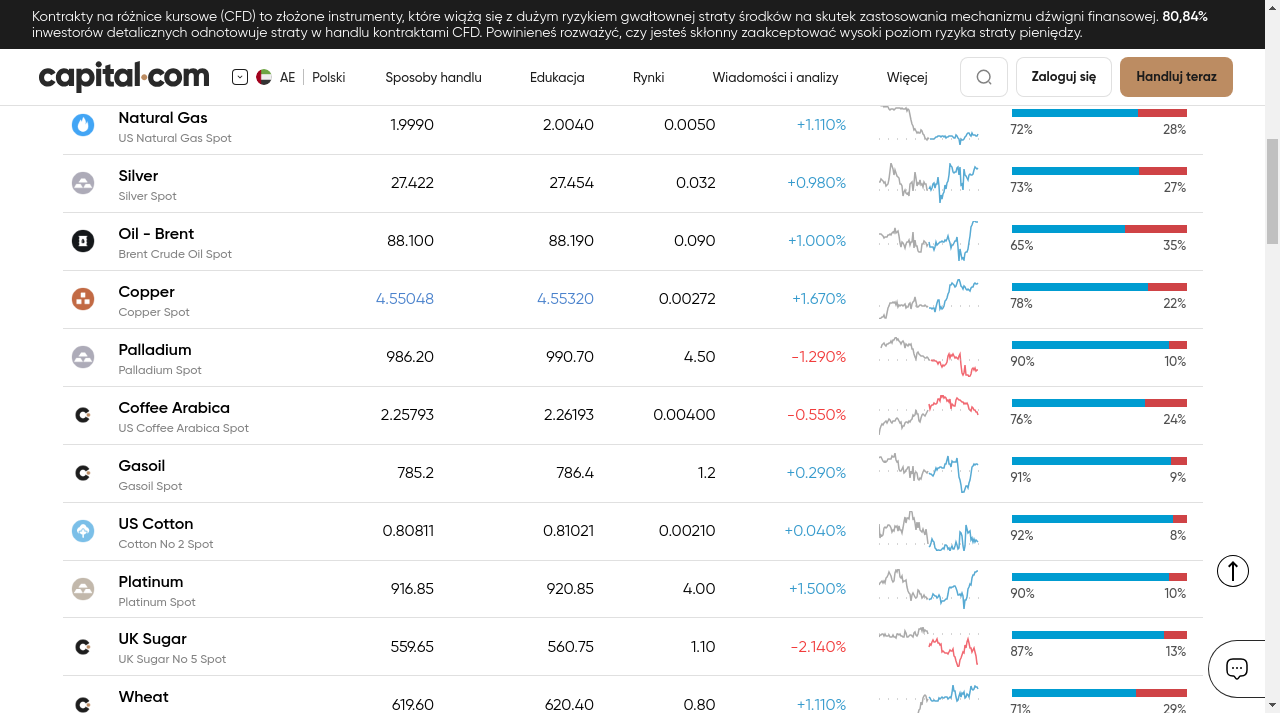 Kontrakty na różnice kursowe (CFD) to złożone instrumenty, które wiążą się z dużym ryzykiem gwałtownej straty środków na skutek zastosowania mechanizmu dźwigni finansowej. 80,84%
inwestorów detalicznych odnotowuje straty w handlu kontraktami CFD. Powinieneś rozważyć, czy jesteś skłonny zaakceptować wysoki poziom ryzyka straty pieniędzy.
capital.com AE Polski Sposoby handlu Edukacja Rynki Wiadomości i analizy Więcej Zaloguj się Handluj teraz
Natural Gas
US Natural Gas Spot
1.9990 2.0040 0.0050 +1.110%
72% 28%
Silver
Silver Spot
27.422 27.454 0.032 +0.980%
73% 27%
Oil - Brent
Brent Crude Oil Spot
88.100 88.190 0.090 +1.000%
65% 35%
Copper
Copper Spot
4.55048 4.55320 0.00272 +1.670%
78% 22%
Palladium
Palladium Spot
986.20 990.70 4.50 -1.290%
90% 10%
Coffee Arabica
US Coffee Arabica Spot
2.25793 2.26193 0.00400 -0.550%
76% 24%
Gasoil
Gasoil Spot
785.2 786.4 1.2 +0.290%
91% 9%
US Cotton
Cotton No 2 Spot
0.80811 0.81021 0.00210 +0.040%
92% 8%
Platinum
Platinum Spot
916.85 920.85 4.00 +1.500%
90% 10%
UK Sugar
UK Sugar No 5 Spot
559.65 560.75 1.10 -2.140%
87% 13%
Wheat
619.60 620.40 0.80 +1.110%
71% 29%